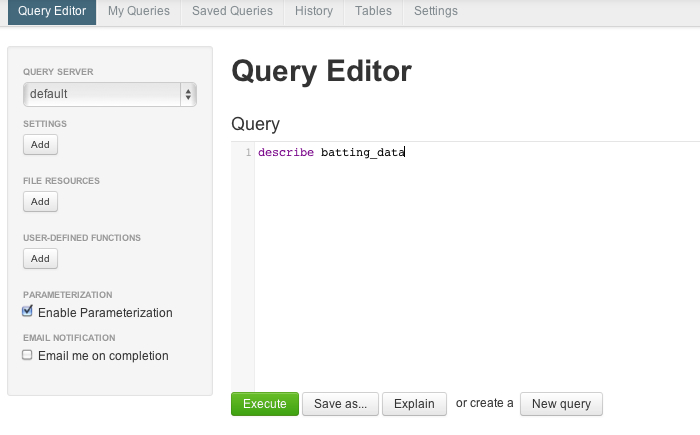 Query Editor My Queries Saved Queries History Tables Settings
QUERY SERVER
default
SETTINGS
Add
FILE RESOURCES
Add
USER-DEFINED FUNCTIONS
Add
PARAMETERIZATION
Enable Parameterization
EMAIL NOTIFICATION
Email me on completion
Query Editor
Query
1 describe batting_data
Execute Save as... Explain or create a New query